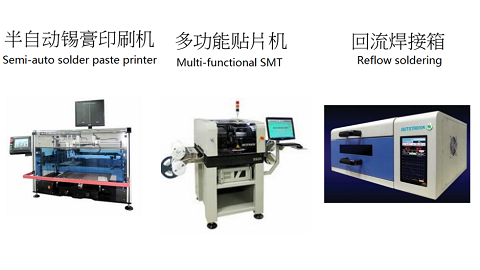 半自动锡膏印刷机
Semi-auto solder paste printer
多功能贴片机
Multi-functional SMT
回流焊接箱
Reflow soldering